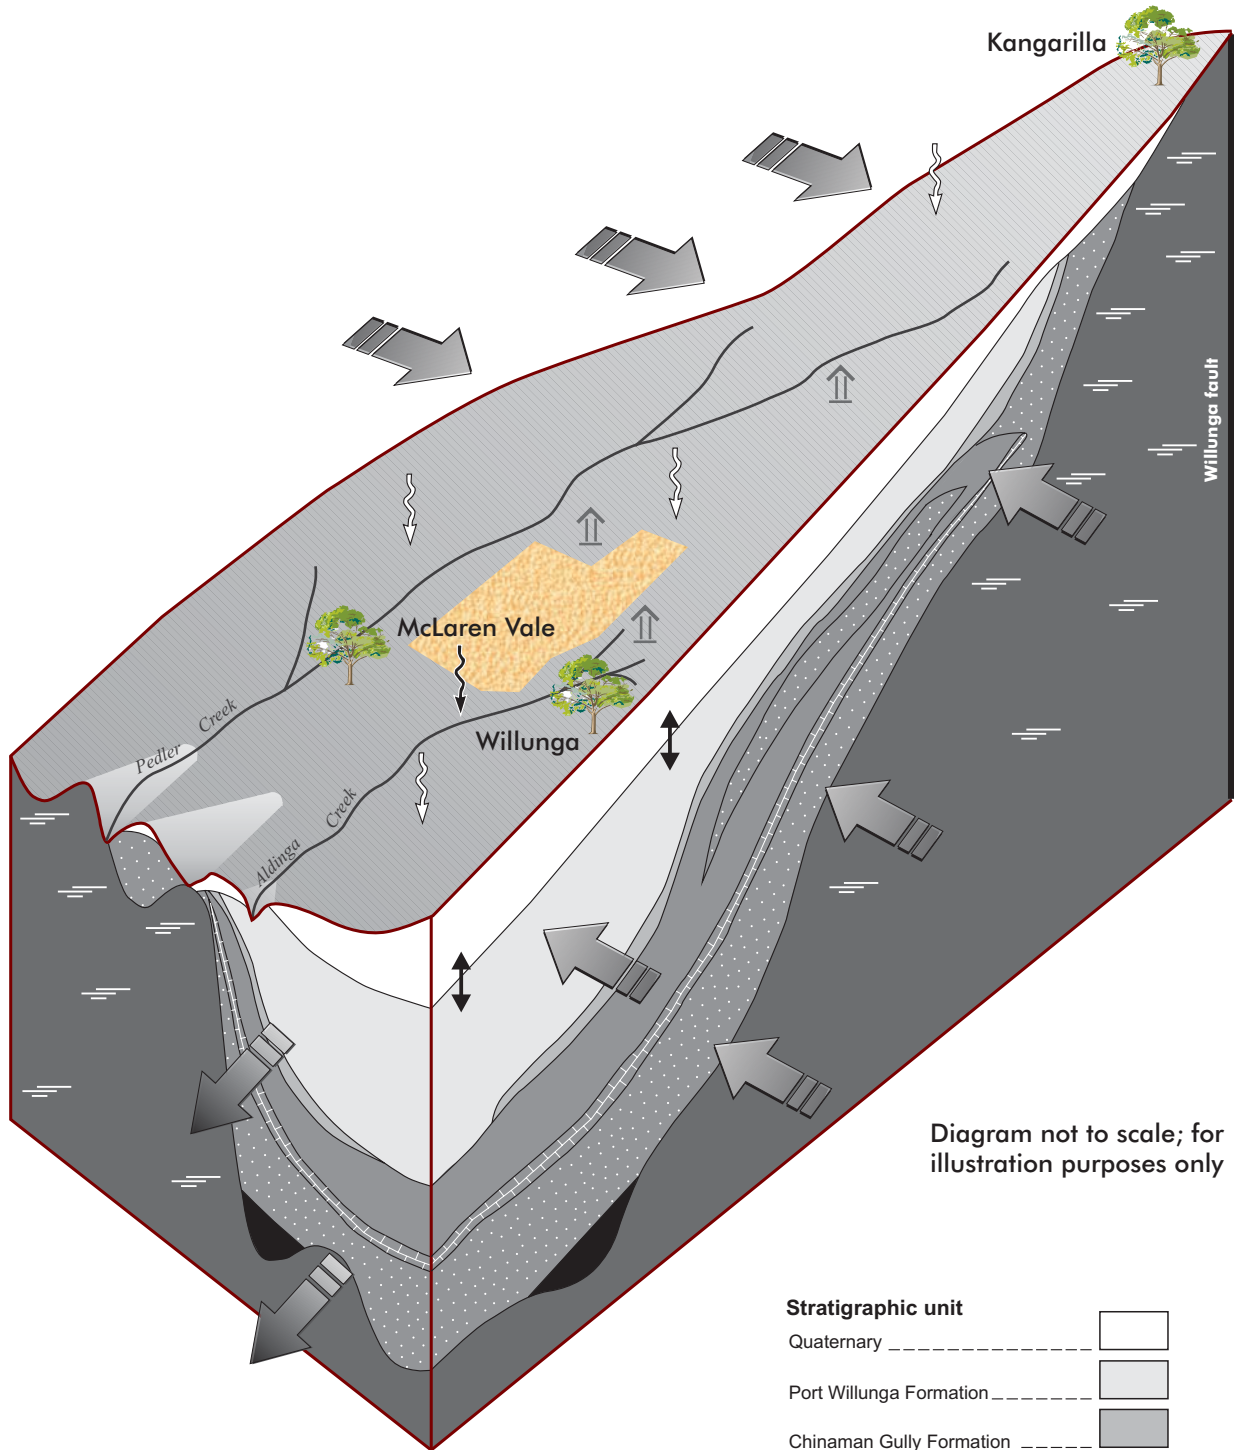 Kangarilla
Willunga fault
McLaren Vale
Willunga
Pedler Creek
Aldinga Creek
Diagram not to scale; for
illustration purposes only
Stratigraphic unit
Quaternary
Port Willunga Formation
Chinaman Gully Formation